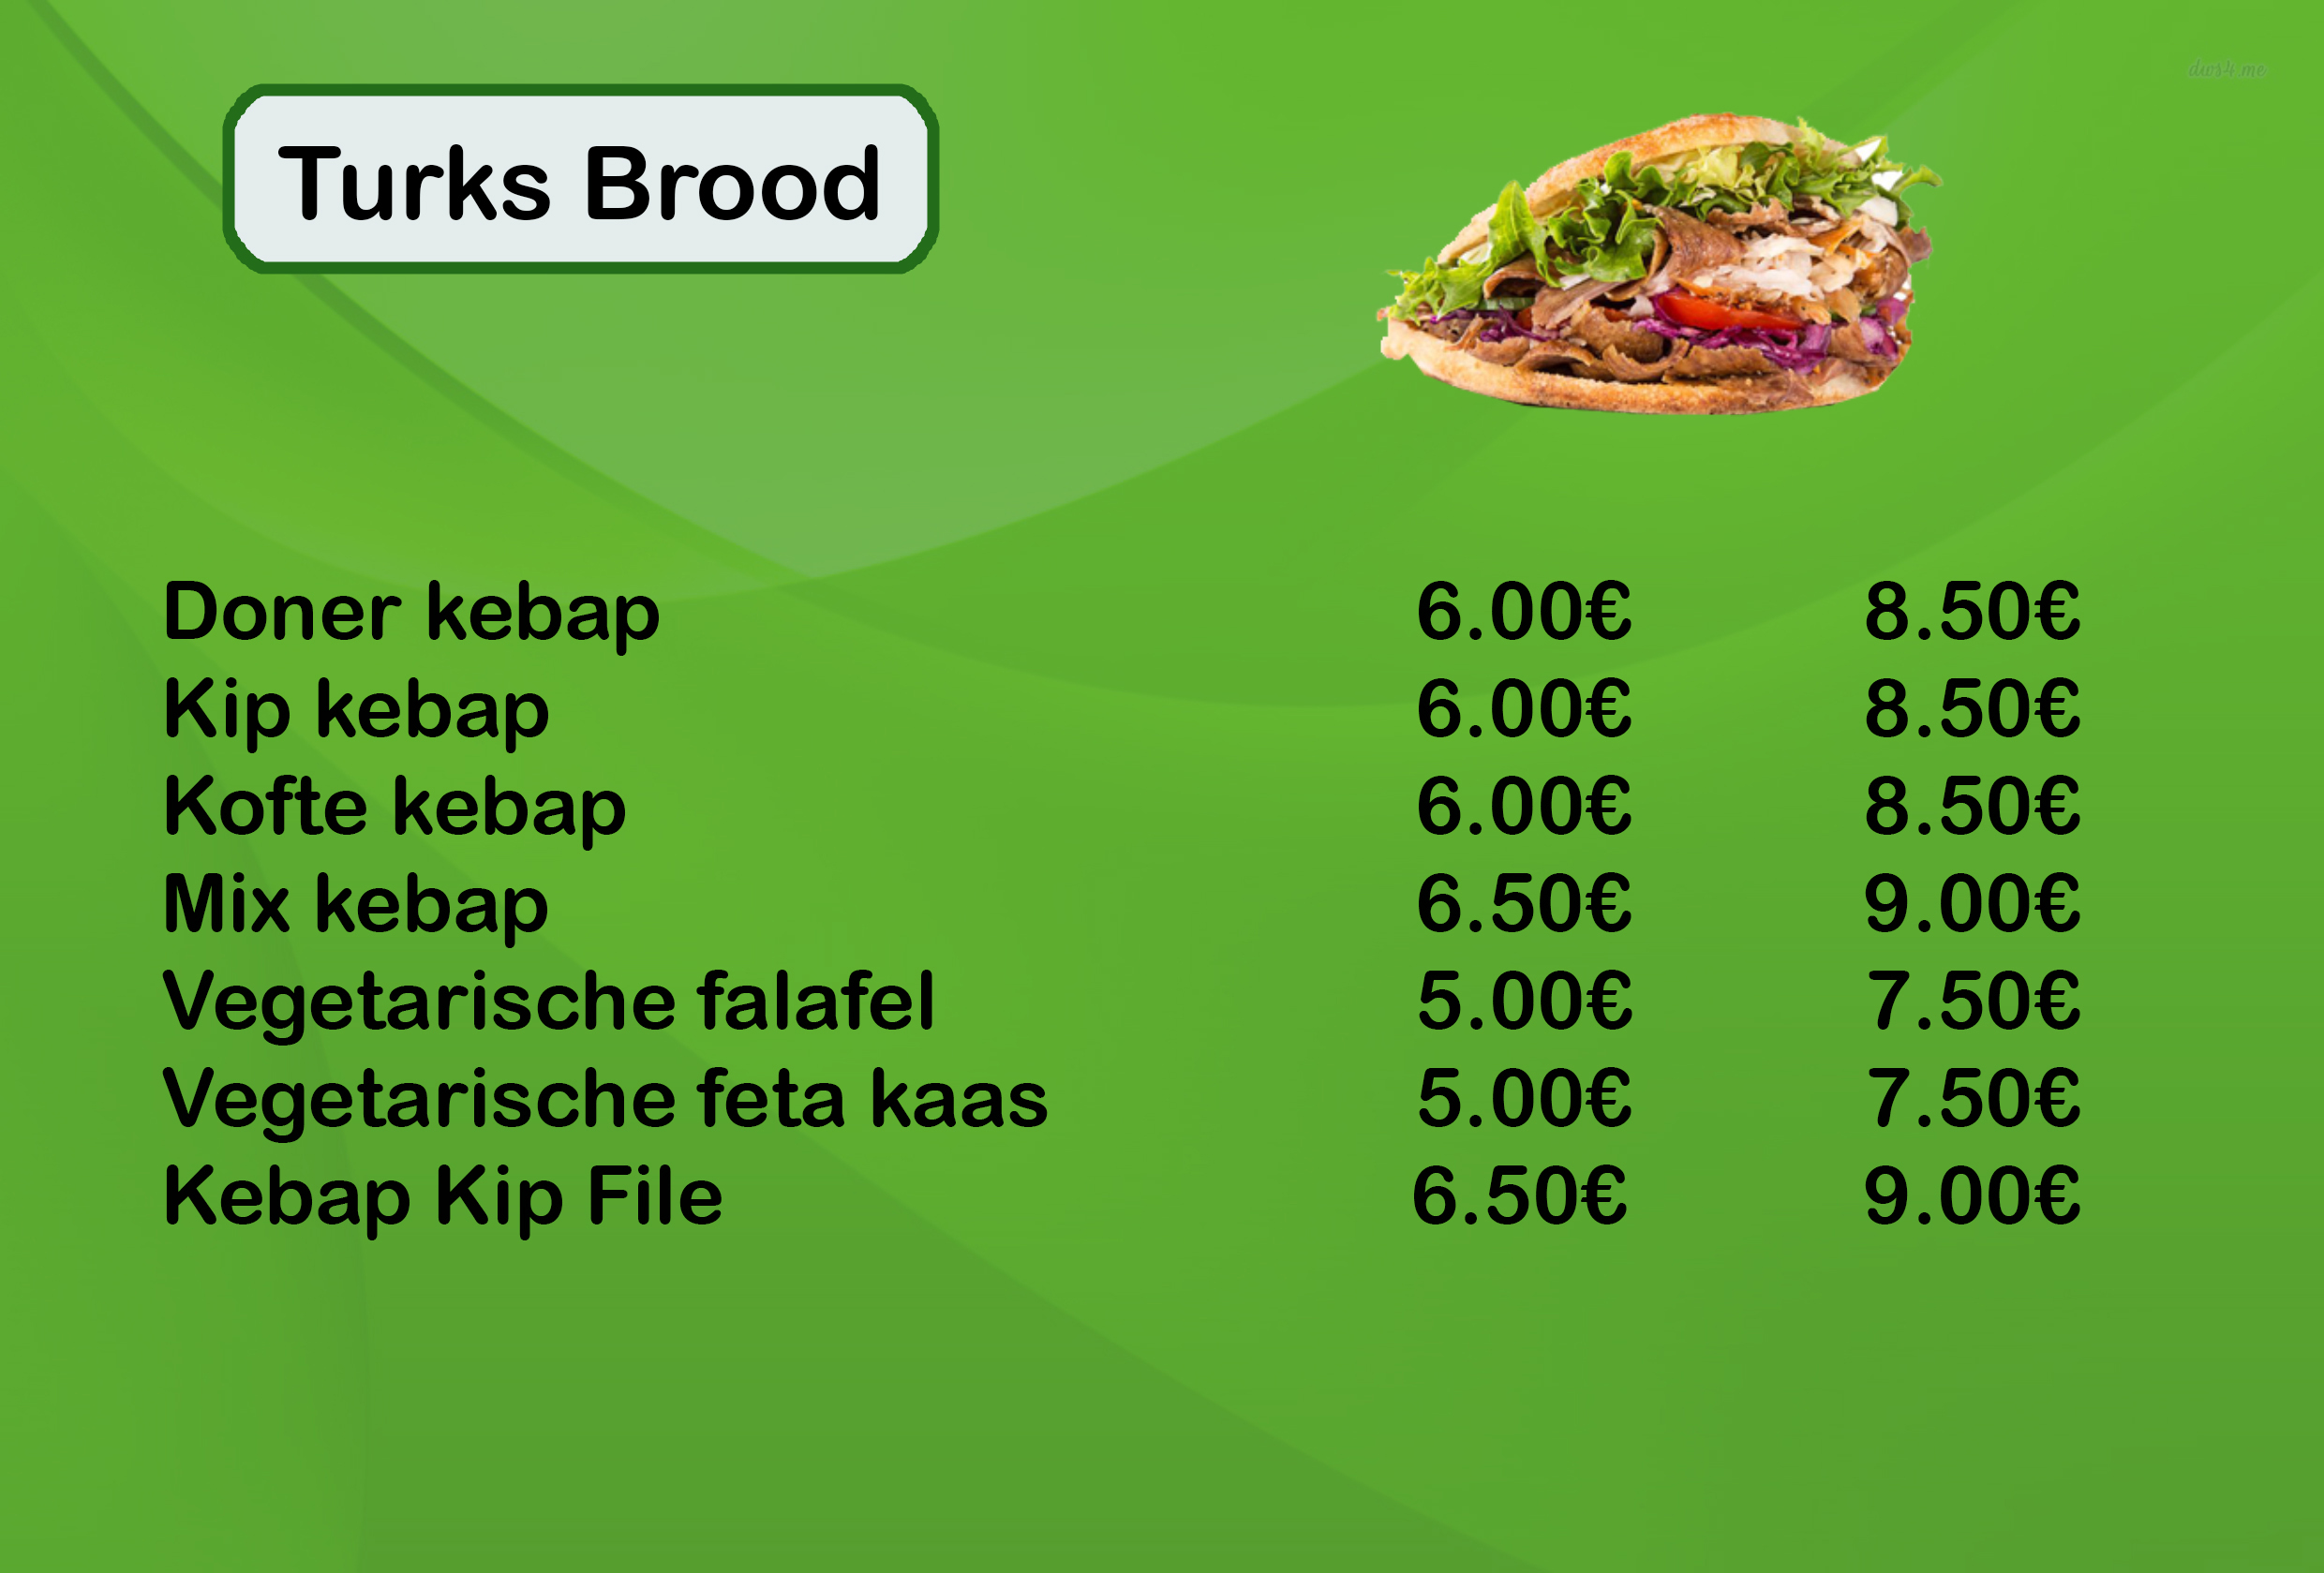 dws4.me
Turks Brood
Doner kebap 6.00€ 8.50€
Kip kebap 6.00€ 8.50€
Kofte kebap 6.00€ 8.50€
Mix kebap 6.50€ 9.00€
Vegetarische falafel 5.00€ 7.50€
Vegetarische feta kaas 5.00€ 7.50€
Kebap Kip File 6.50€ 9.00€